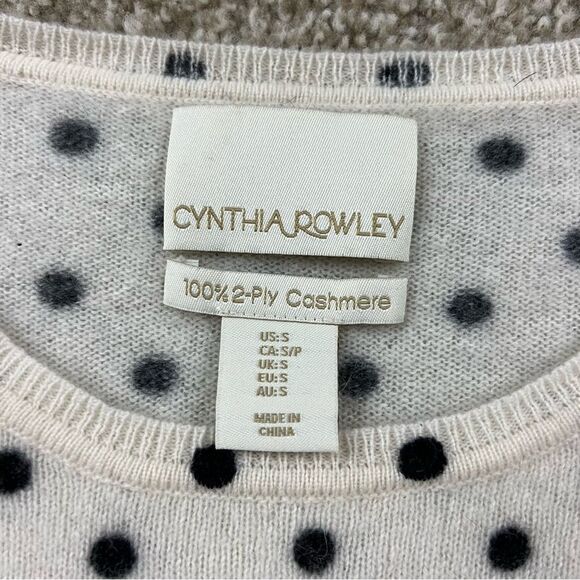 CYNTHIA ROWLEY
100% 2-Ply Cashmere
US: S
CA: S/P
UK: S
EU: S
AU: S
MADE IN
CHINA